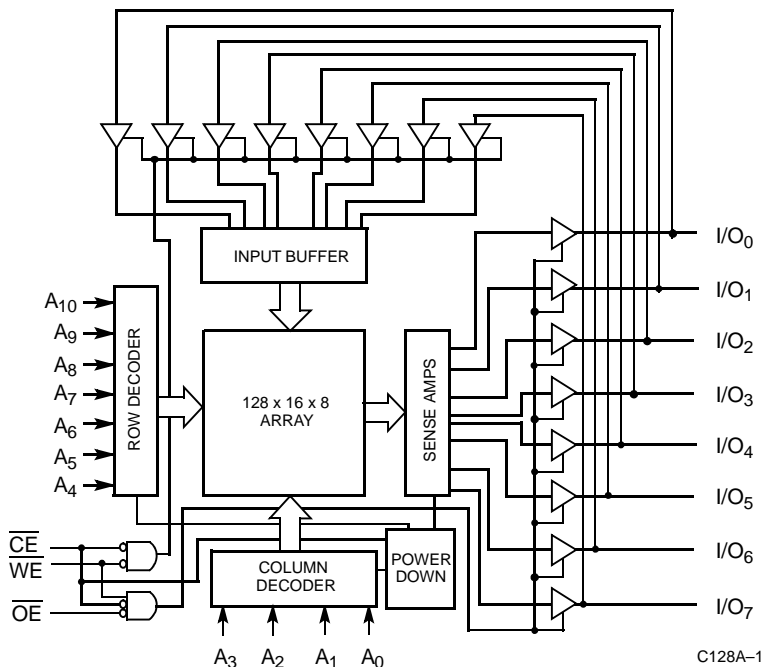 INPUT BUFFER
I/O0
I/O1
I/O2
I/O3
I/O4
I/O5
I/O6
I/O7
A10
A9
A8
A7
A6
A5
A4
ROW DECODER
128 x 16 x 8
ARRAY
SENSE AMPS
CE
WE
OE
COLUMN
DECODER
POWER
DOWN
A3
A2
A1
A0
C128A–1